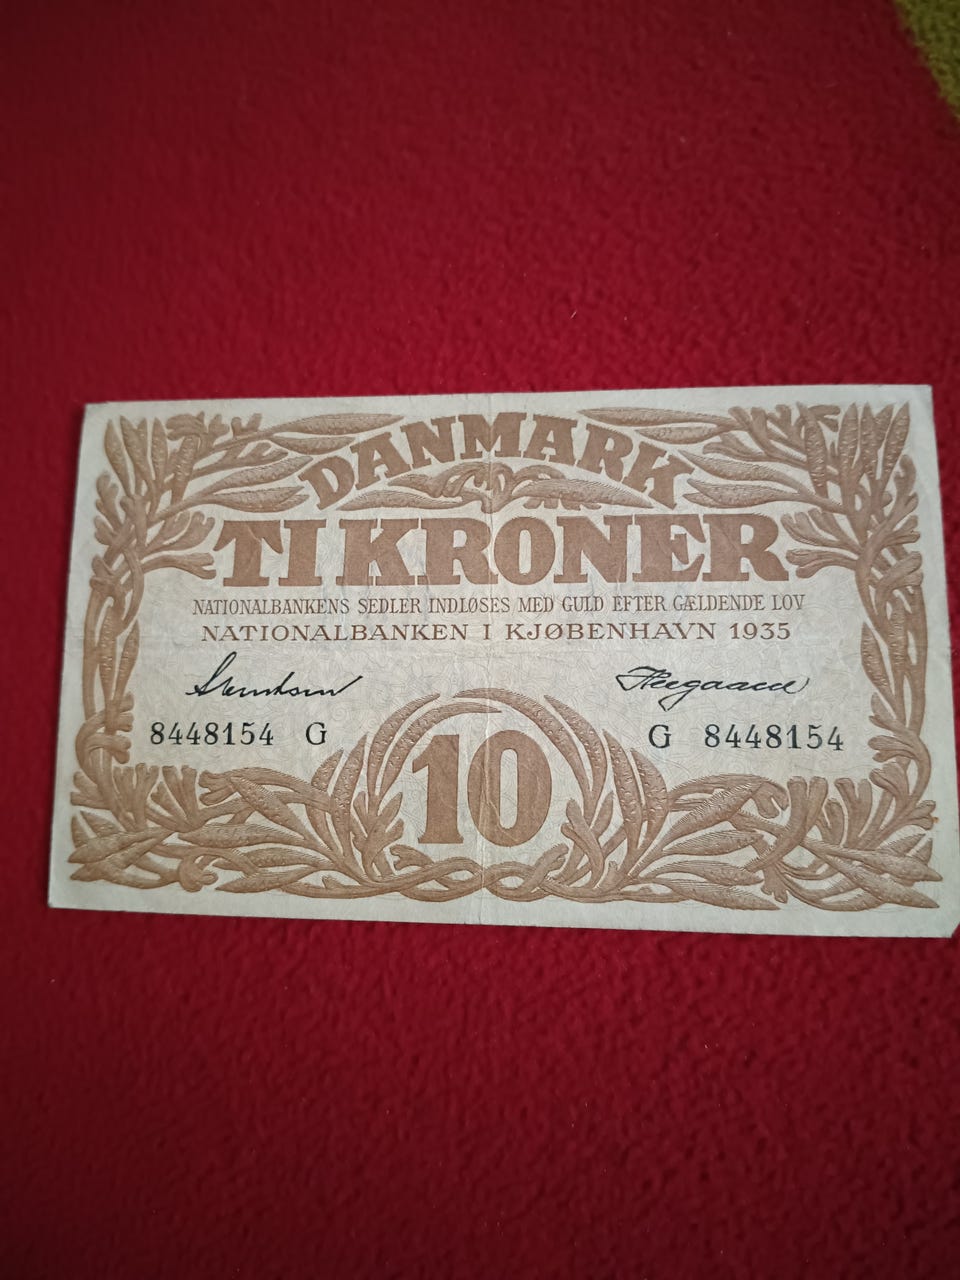 DANMARK
TI KRONER
NATIONALBANKENS SEDLER INDLØSES MED GULD EFTER GÆLDENDE LOV
NATIONALBANKEN I KJØBENHAVN 1935
8448154 G G 8448154
10